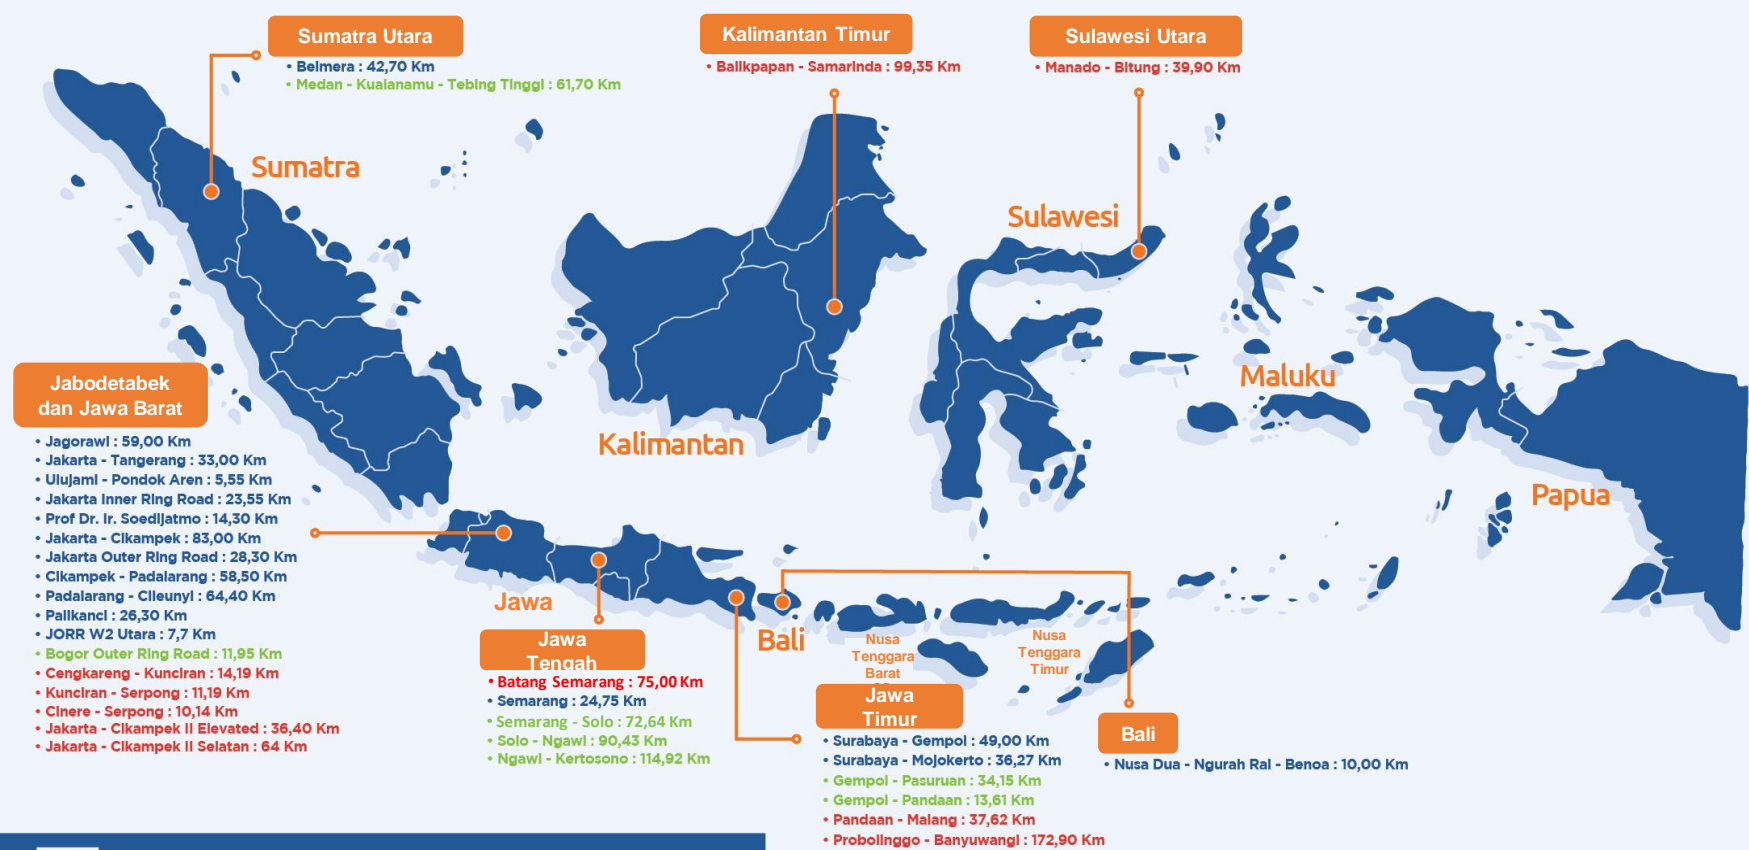 Sumatra Utara
• Belmera : 42,70 Km
• Medan - Kualanamu - Tebing Tinggi : 61,70 Km
Kalimantan Timur
• Balikpapan - Samarinda : 99,35 Km
Sulawesi Utara
• Manado - Bitung : 39,90 Km
Sumatra
Sulawesi
Maluku
Kalimantan
Papua
Jabodetabek
dan Jawa Barat
• Jagorawi : 59,00 Km
• Jakarta - Tangerang : 33,00 Km
• Ulujami - Pondok Aren : 5,55 Km
• Jakarta Inner Ring Road : 23,55 Km
• Prof Dr. Ir. Soedijatmo : 14,30 Km
• Jakarta - Cikampek : 83,00 Km
• Jakarta Outer Ring Road : 28,30 Km
• Cikampek - Padalarang : 58,50 Km
• Padalarang - Cileunyi : 64,40 Km
• Palikanci : 26,30 Km
• JORR W2 Utara : 7,7 Km
• Bogor Outer Ring Road : 11,95 Km
• Cengkareng - Kunciran : 14,19 Km
• Kunciran - Serpong : 11,19 Km
• Cinere - Serpong : 10,14 Km
• Jakarta - Cikampek II Elevated : 36,40 Km
• Jakarta - Cikampek II Selatan : 64 Km
Jawa
Jawa
Tengah
• Batang Semarang : 75,00 Km
• Semarang : 24,75 Km
• Semarang - Solo : 72,64 Km
• Solo - Ngawi : 90,43 Km
• Ngawi - Kertosono : 114,92 Km
Bali
Nusa
Tenggara
Barat
Nusa
Tenggara
Timur
Jawa
Timur
• Surabaya - Gempol : 49,00 Km
• Surabaya - Mojokerto : 36,27 Km
• Gempol - Pasuruan : 34,15 Km
• Gempol - Pandaan : 13,61 Km
• Pandaan - Malang : 37,62 Km
• Probolinggo - Banyuwangi : 172,90 Km
Bali
• Nusa Dua - Ngurah Rai - Benoa : 10,00 Km